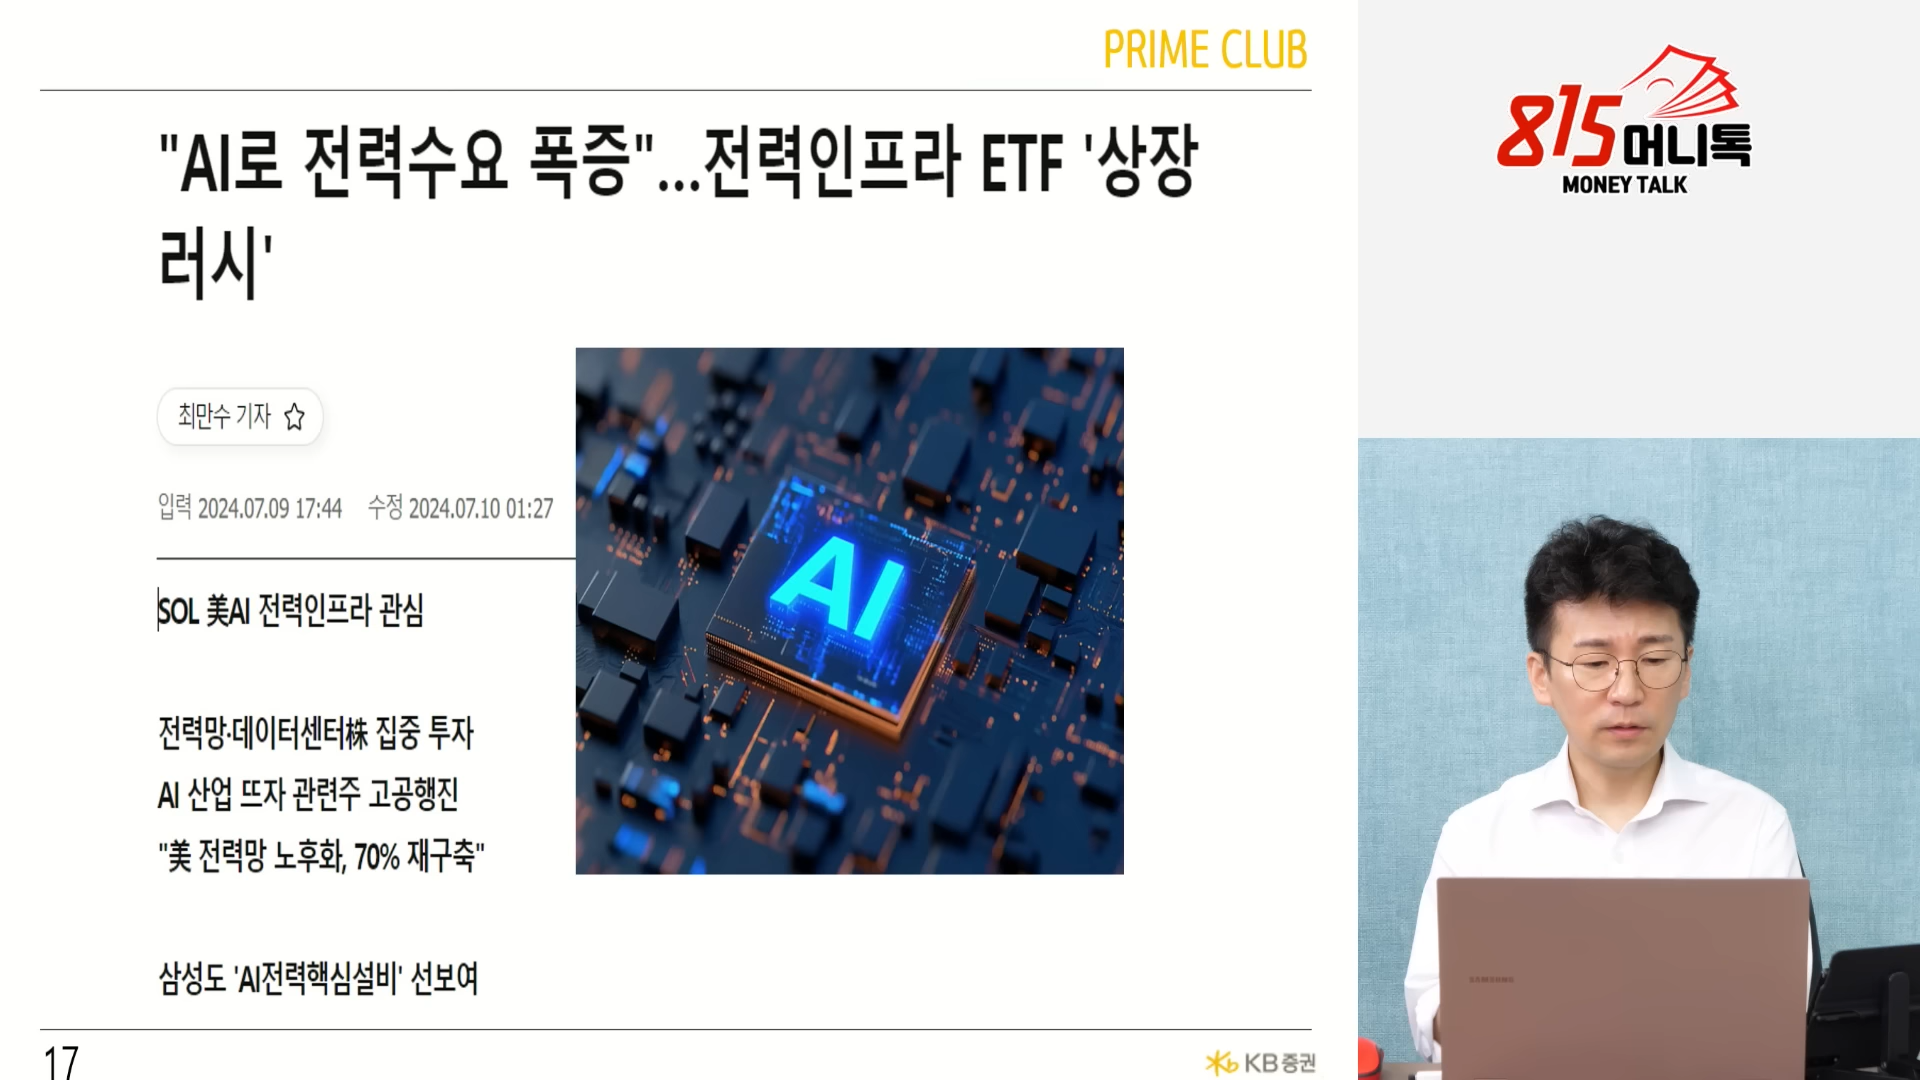 PRIME CLUB
"AI로 전력수요 폭증"...전력인프라 ETF '상장
러시'
최만수 기자
입력 2024.07.09 17:44 수정 2024.07.10 01:27
SOL 美AI 전력인프라 관심
전력망·데이터센터株 집중 투자
AI 산업 뜨자 관련주 고공행진
"美 전력망 노후화, 70% 재구축"
삼성도 'AI전력핵심설비' 선보여
AI
17
KB증권
815머니톡
MONEY TALK
SAMSUNG